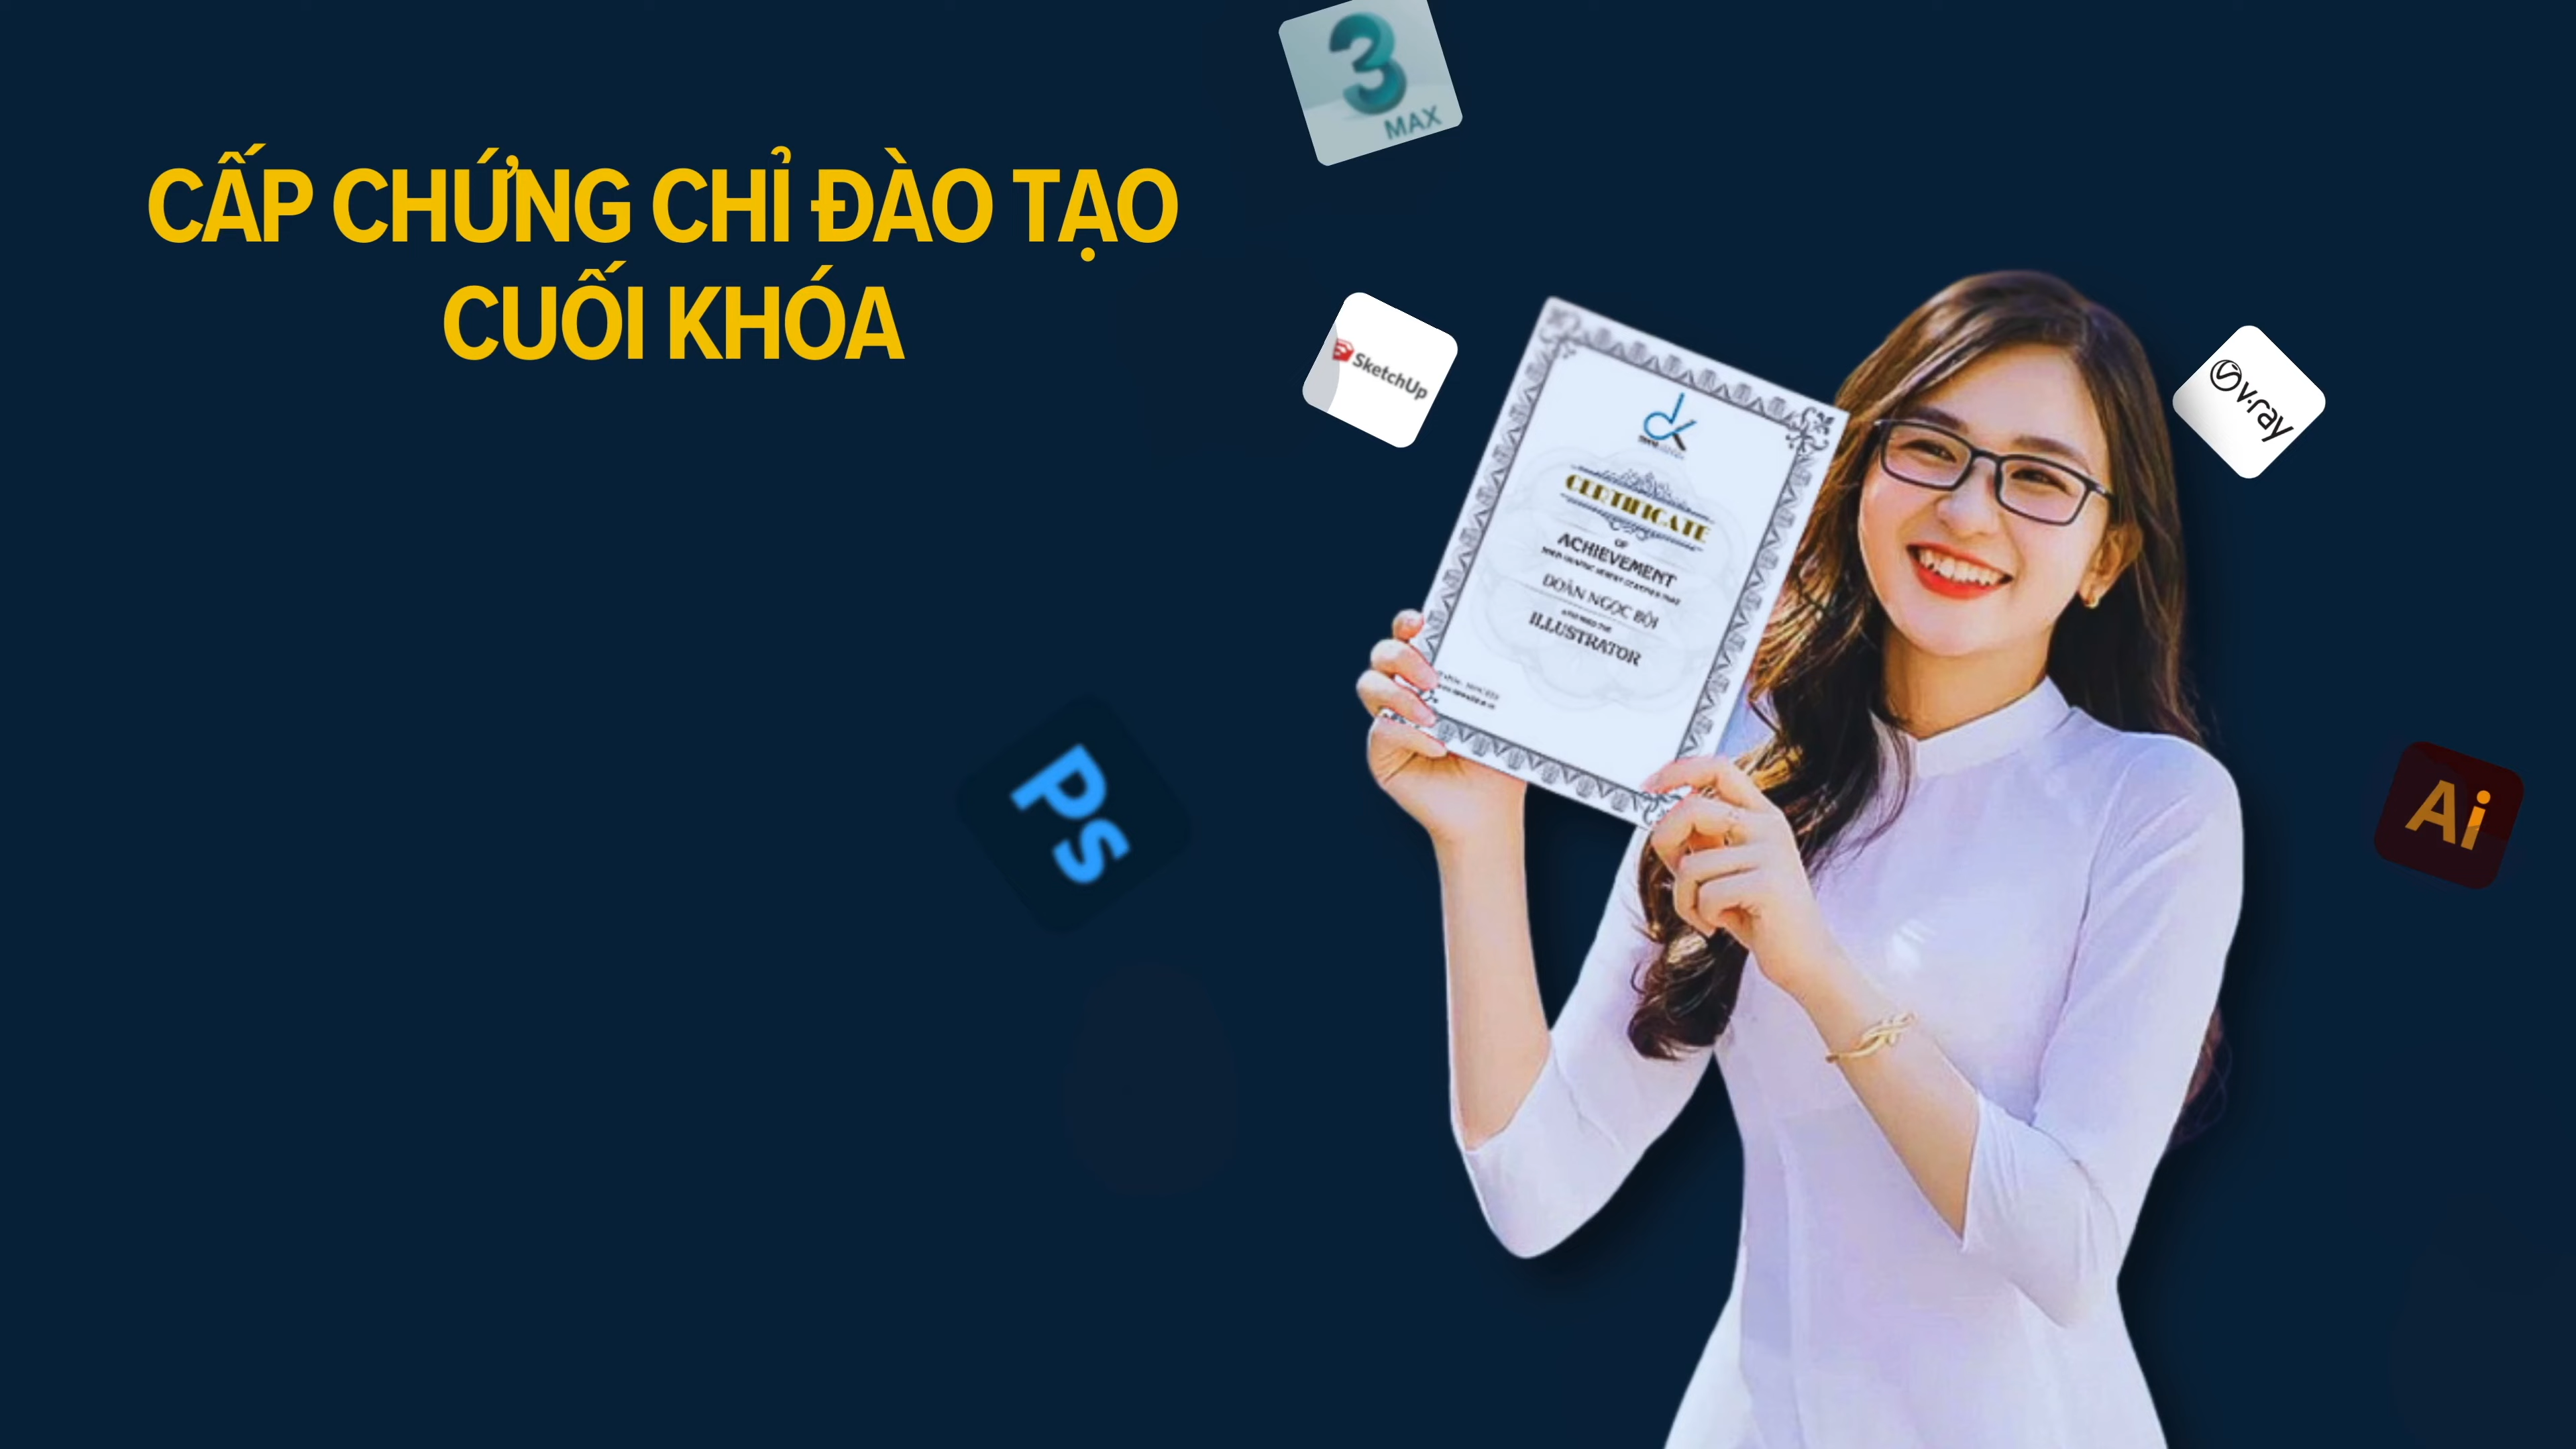 CẤP CHỨNG CHỈ ĐÀO TẠO
CUỐI KHÓA
3
MAX
SketchUp
v·ray
CERTIFICATE
OF
ACHIEVEMENT
ĐOÀN NGỌC BỘI
ILLUSTRATOR
Ps
Ai